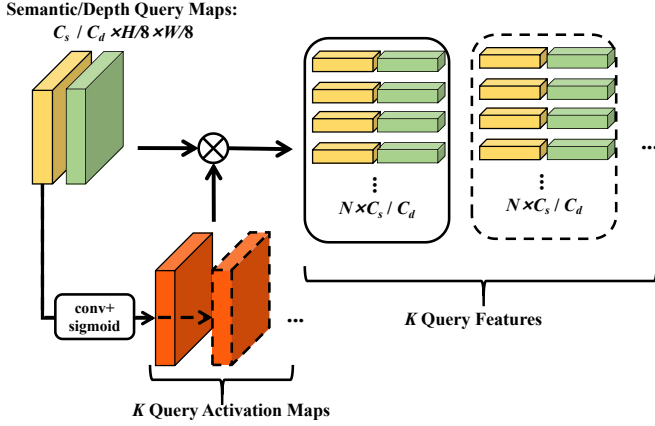 Semantic/Depth Query Maps:
C_s / C_d ×H/8×W/8
...
N×C_s / C_d
...
N×C_s / C_d
...
K Query Features
conv+
sigmoid
...
K Query Activation Maps